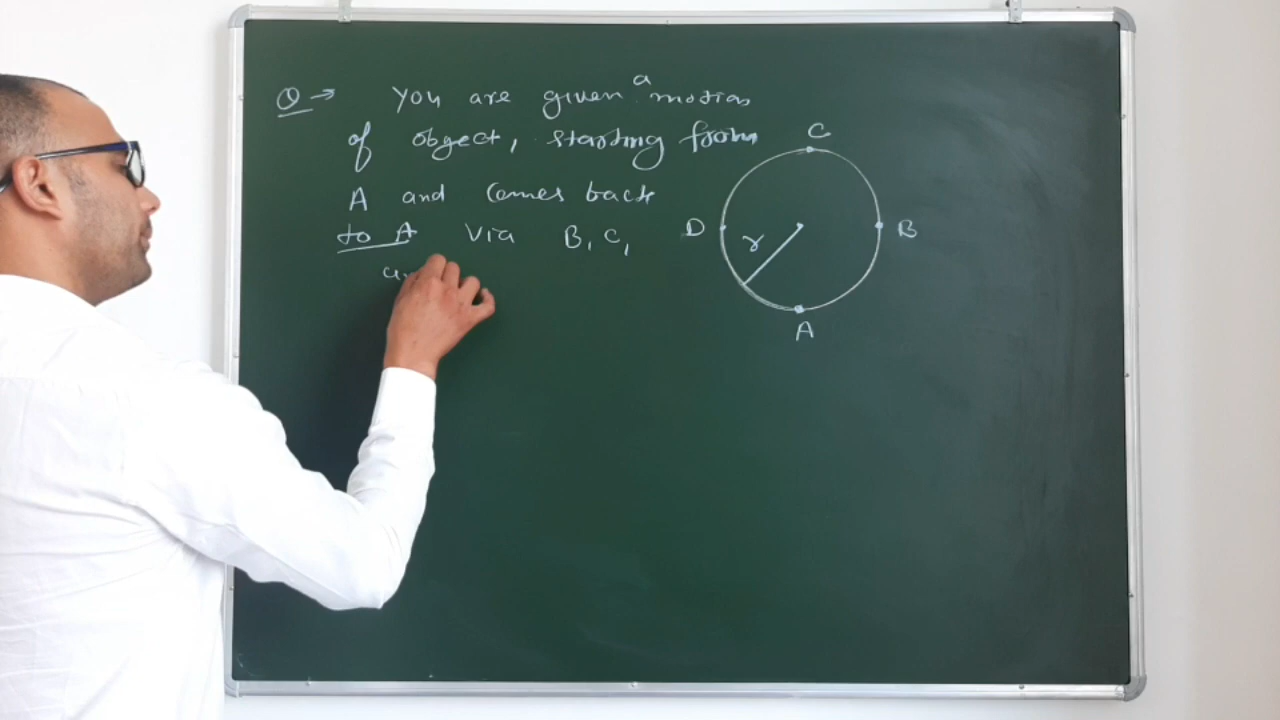 Q → You are given a motion
of object, starting from
A and comes back
to A via B, C,
C
D
B
r
A